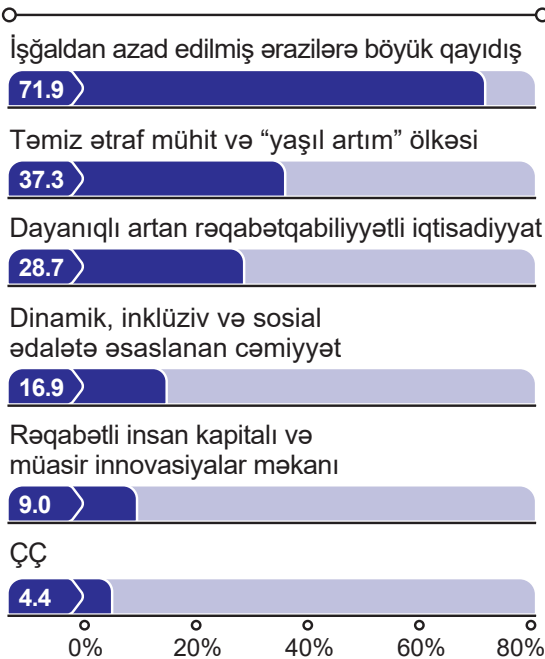 İşğaldan azad edilmiş ərazilərə böyük qayıdış
71.9
Təmiz ətraf mühit və “yaşıl artım” ölkəsi
37.3
Dayanıqlı artan rəqabətqabiliyyətli iqtisadiyyat
28.7
Dinamik, inklüziv və sosial
ədalətə əsaslanan cəmiyyət
16.9
Rəqabətli insan kapitalı və
müasir innovasiyalar məkanı
9.0
ÇÇ
4.4
0% 20% 40% 60% 80%